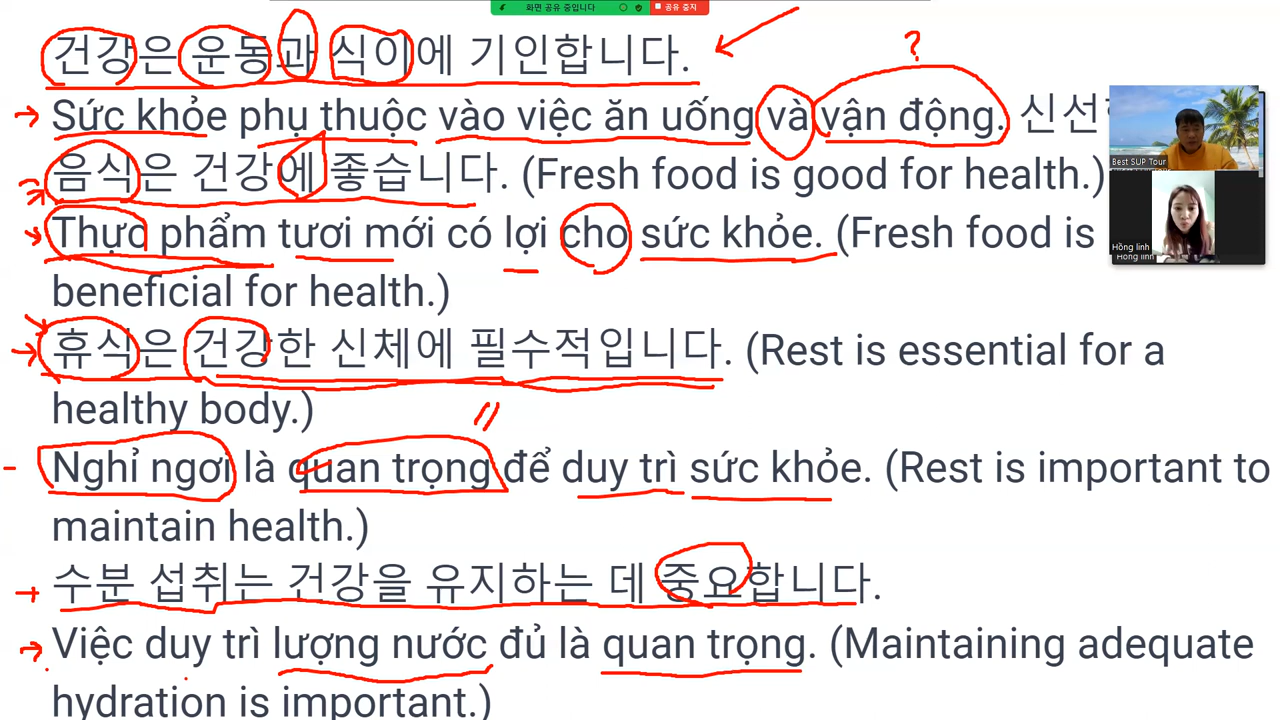 화면 공유 중입니다 공유 중지
건강은 운동과 식이에 기인합니다.
Sức khỏe phụ thuộc vào việc ăn uống và vận động. 신선
?
음식은 건강에 좋습니다. (Fresh food is good for health.)
Thực phẩm tươi mới có lợi cho sức khỏe. (Fresh food is
beneficial for health.)
휴식은 건강한 신체에 필수적입니다. (Rest is essential for a
healthy body.)
Nghỉ ngơi là quan trọng để duy trì sức khỏe. (Rest is important to
maintain health.)
수분 섭취는 건강을 유지하는 데 중요합니다.
Việc duy trì lượng nước đủ là quan trọng. (Maintaining adequate
hydration is important.)
Best SUP Tour
Hồng linh
Hồng linh